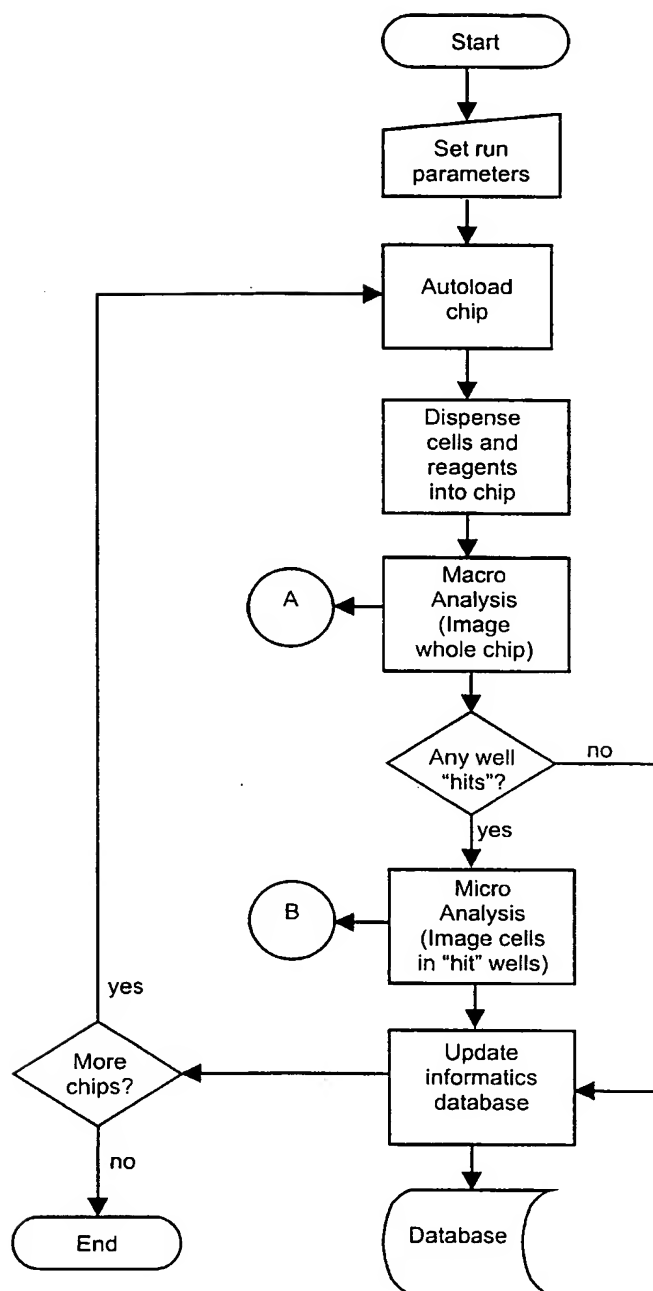 Start
Set run
parameters
Autoload
chip
Dispense
cells and
reagents
into chip
Macro
Analysis
(Image
whole chip)
A
Any well
"hits"?
no
yes
Micro
Analysis
(Image cells
in "hit" wells)
B
Update
informatics
database
More
chips?
yes
no
End
Database